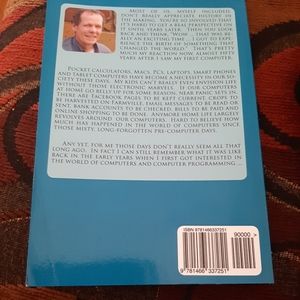 Most of us, myself included,
don't really appreciate history in
the making. You're so involved that
it's hard to get a real perspective on it
until years later. Then you look
back and think, "Wow ... that was re-
ally an exciting time ... I got to experi-
ence the birth of something that
changed the world." That's pretty
much my reaction now, almost
years after I saw my first computer.
Pocket calculators, Macs, PCs, laptops, smart phones
and tablet computers have become a necessity in our so-
ciety these days. My kids can't really envision life
without those electronic marvels. If our computers
at home go belly up for some reason, near panic sets in.
There are Facebook pages to be kept current, crops to
be harvested on Farmville, email messages to be read or
sent, bank accounts to be checked, bills to be paid and
online shopping to be done. Anymore home life largely
revolves around our computers. Hard to believe how
much has happened in the world of computers since
those misty, long-forgotten pre-computer days.
Any yet, for me those days don't really seem all that
long ago. In fact I can still remember what it was like
back in the early years when I first got interested in
the world of computers and computer programming ...
ISBN 9781466337251
90000 >
9 781466 337251